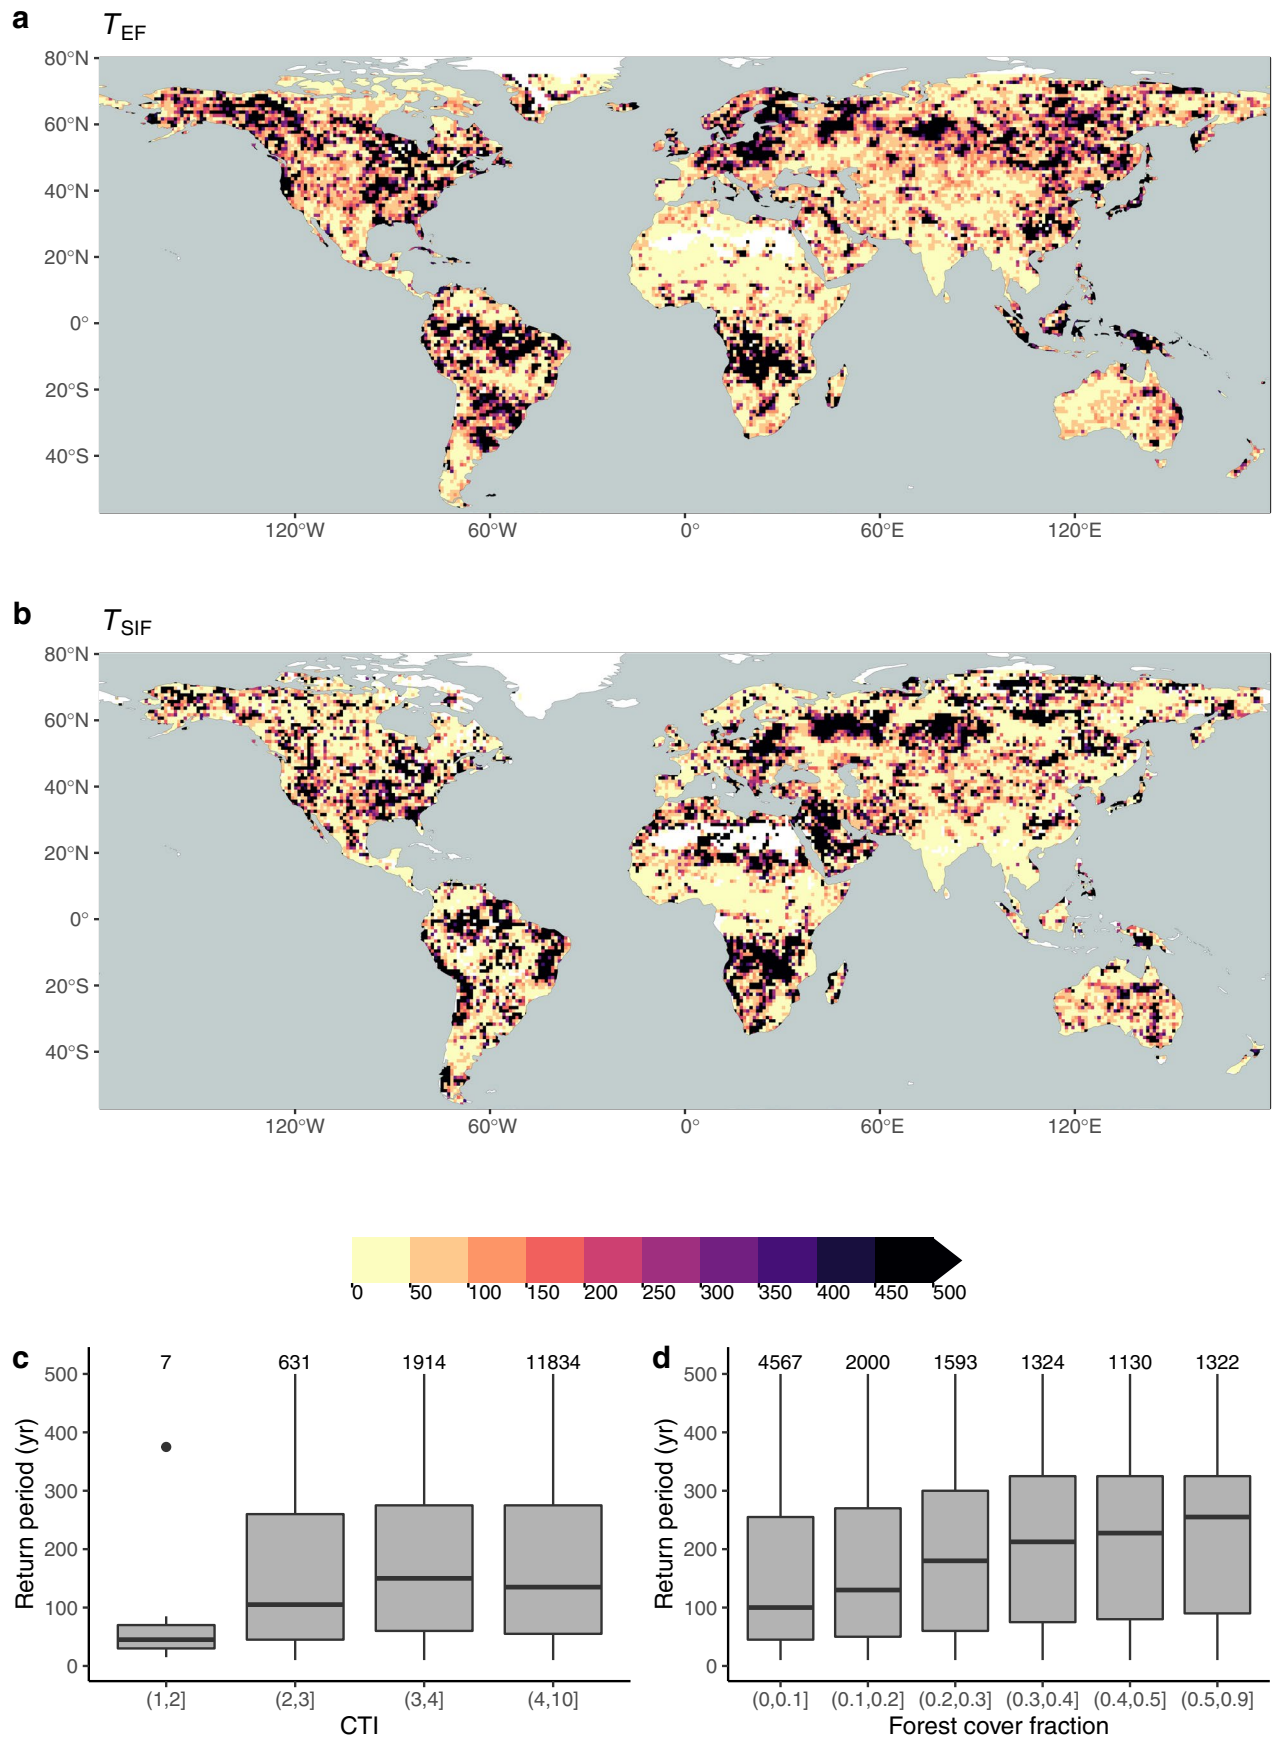 a
T_EF
80°N
60°N
40°N
20°N
0°
20°S
40°S
120°W 60°W 0° 60°E 120°E
b
T_SIF
80°N
60°N
40°N
20°N
0°
20°S
40°S
120°W 60°W 0° 60°E 120°E
0 50 100 150 200 250 300 350 400 450 500
c
7 631 1914 11834
500
400
300
200
100
0
Return period (yr)
(1,2] (2,3] (3,4] (4,10]
CTI
d
4567 2000 1593 1324 1130 1322
500
400
300
200
100
0
Return period (yr)
(0,0.1] (0.1,0.2] (0.2,0.3] (0.3,0.4] (0.4,0.5] (0.5,0.9]
Forest cover fraction